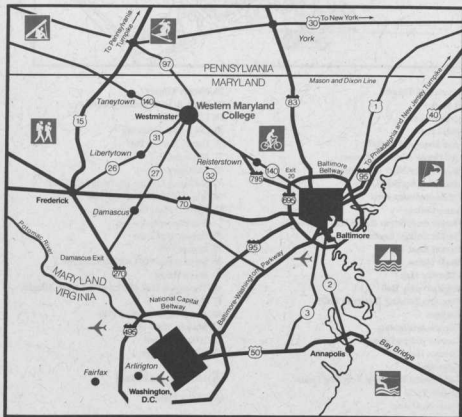 To New York
30
To Pennsylvania
Turnpike
York
97
PENNSYLVANIA
MARYLAND
Mason and Dixon Line
83
1
To Philadelphia and New Jersey Turnpike
40
Taneytown
140
Western Maryland
College
Westminster
15
31
Libertytown
26
27
Reisterstown
32
140
795
Exit
20
Baltimore
Beltway
695
95
Frederick
70
Damascus
Baltimore
Potomac River
Damascus Exit
270
95
Baltimore-Washington Parkway
MARYLAND
VIRGINIA
National Capital
Beltway
2
3
495
50
Bay Bridge
Annapolis
Arlington
Fairfax
Washington,
D.C.